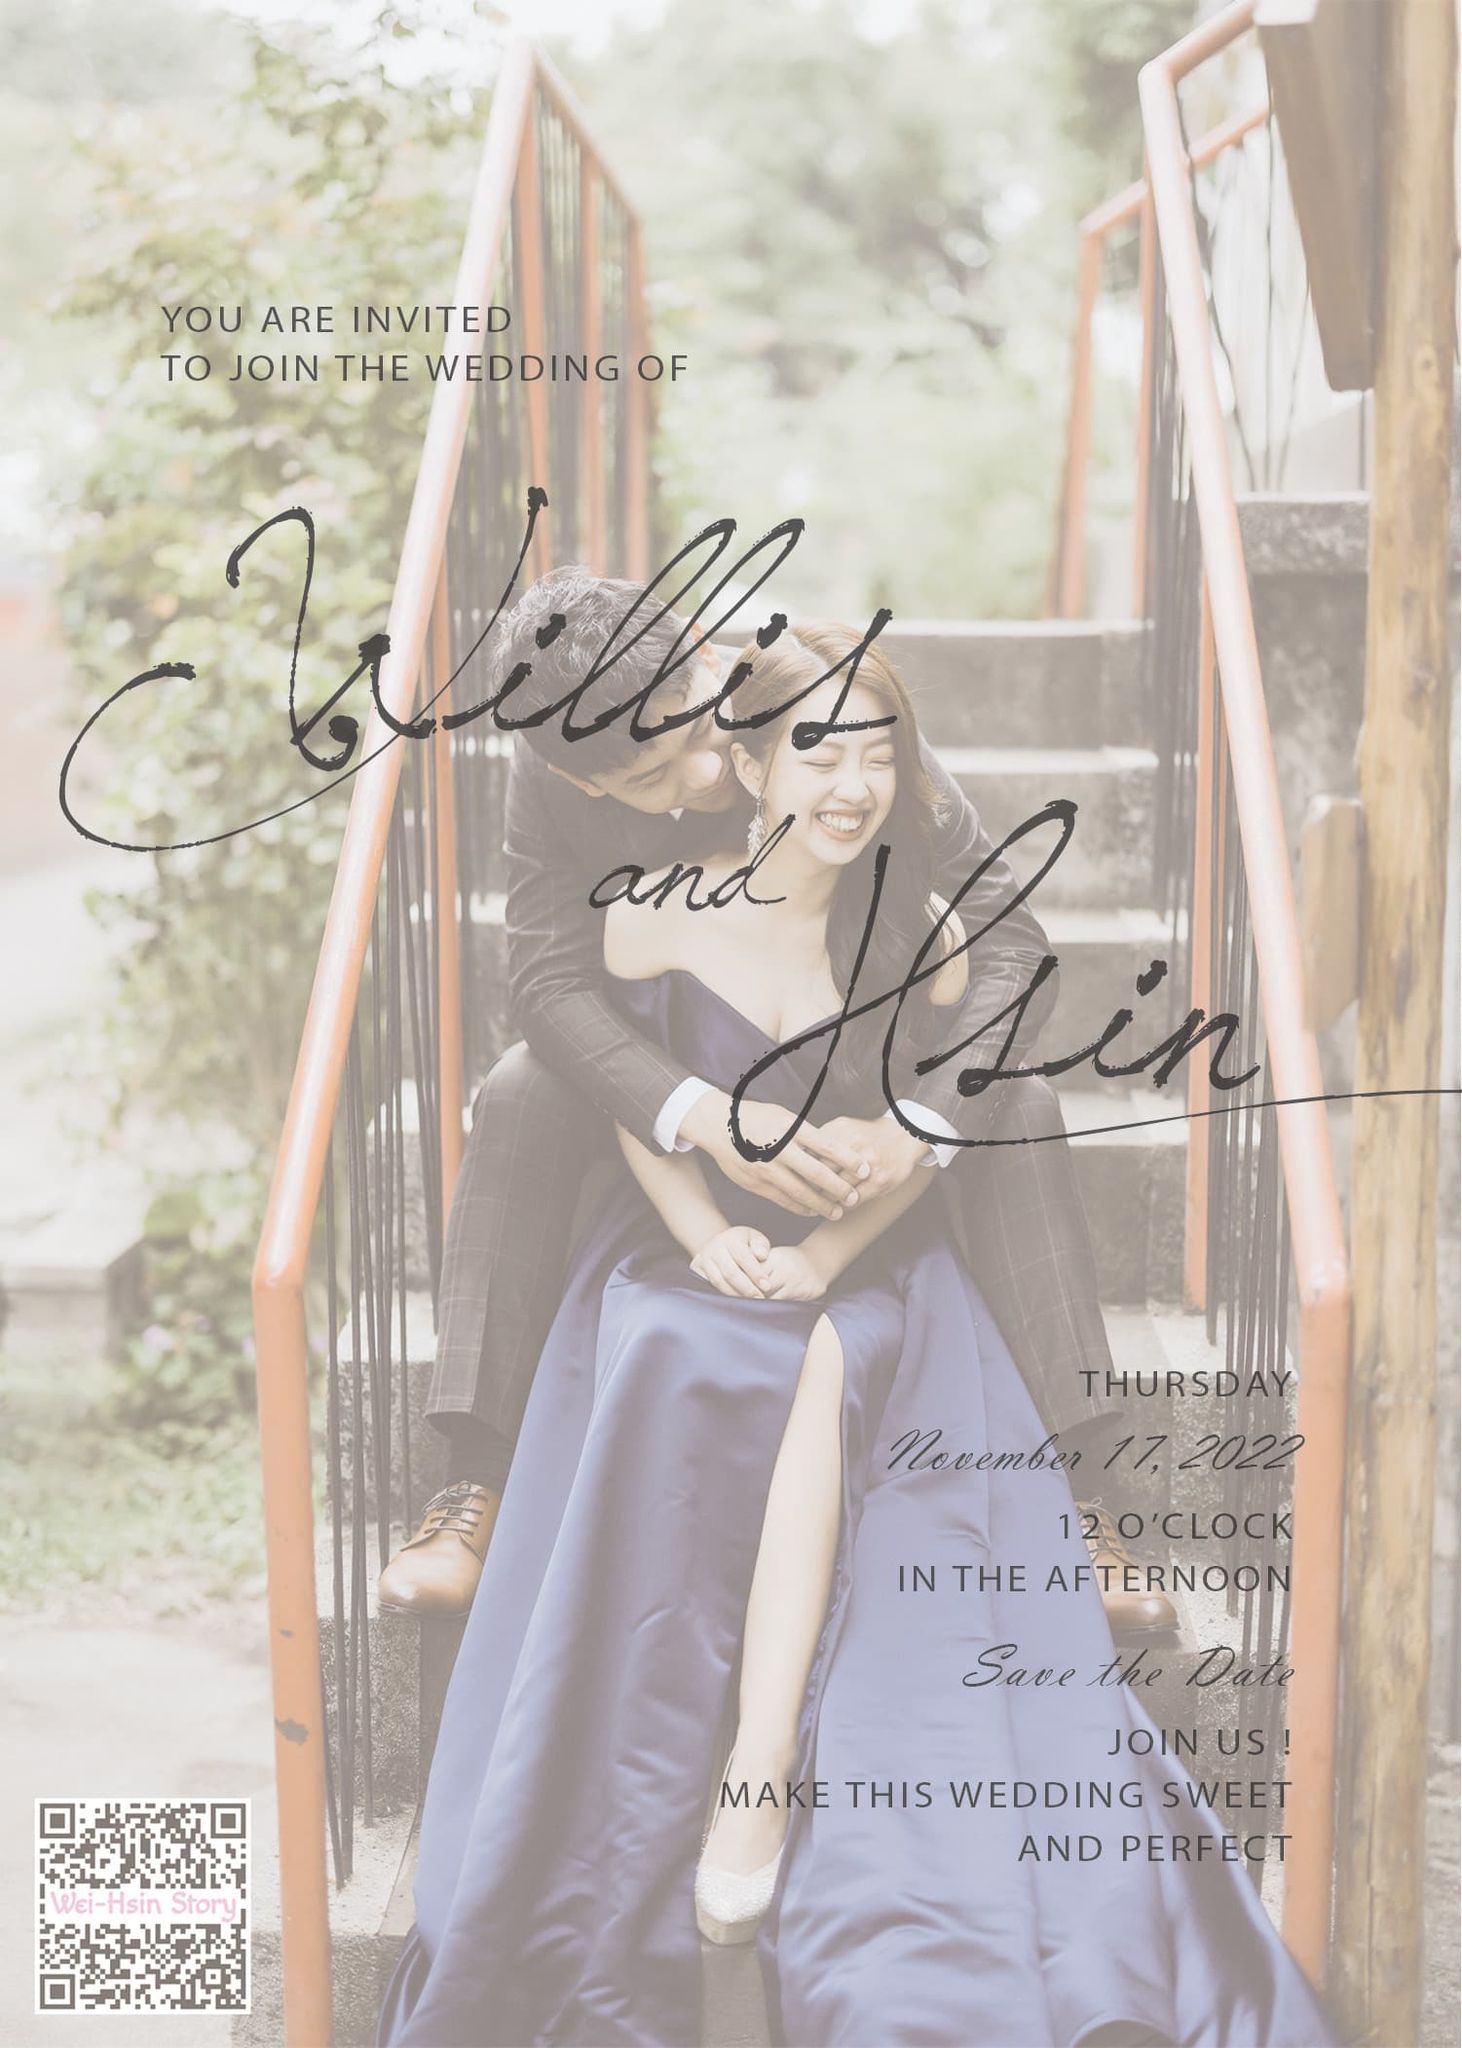 YOU ARE INVITED
TO JOIN THE WEDDING OF
Willis
and
Hsin
THURSDAY
November 17, 2022
12 O'CLOCK
IN THE AFTERNOON
Save the Date
JOIN US !
MAKE THIS WEDDING SWEET
AND PERFECT
Wei-Hsin Story